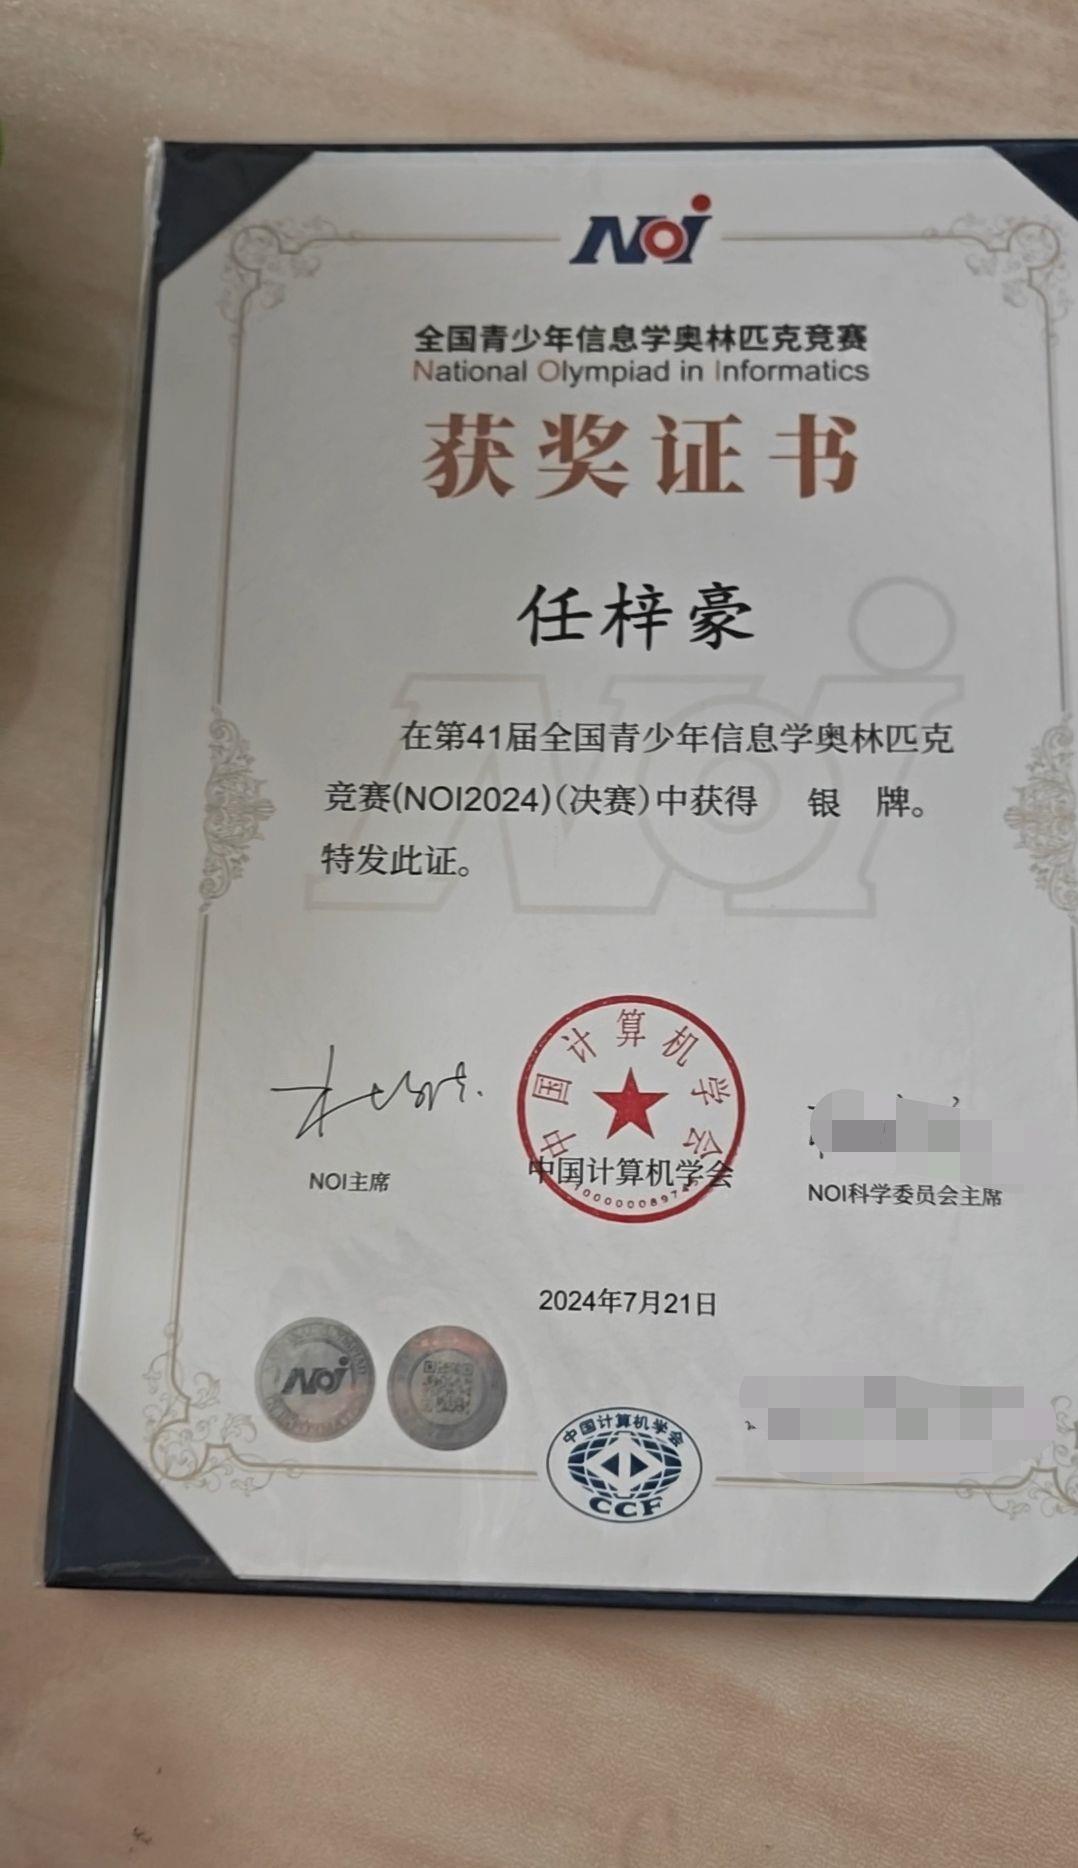 NOI
全国青少年信息学奥林匹克竞赛
National Olympiad in Informatics
获奖证书
任梓豪
在第41届全国青少年信息学奥林匹克
竞赛(NOI2024)(决赛)中获得 银 牌。
特发此证。
中国计算机学会
NOI主席
中国计算机学会
NOI科学委员会主席
2024年7月21日
NOI
中国计算机学会
CCF